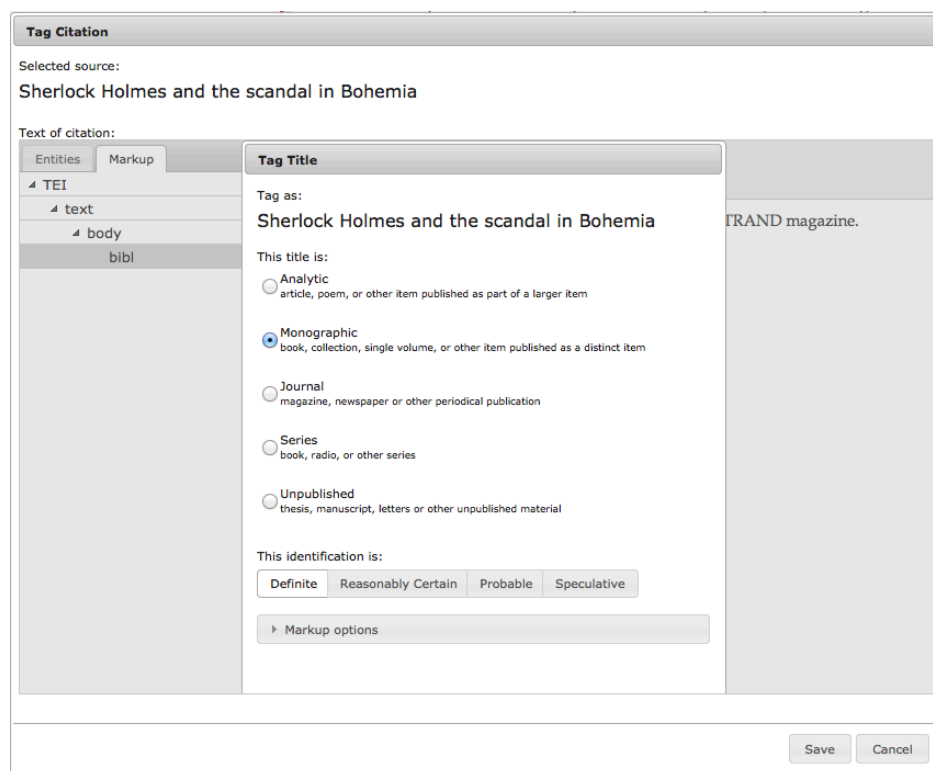 Tag Citation
Selected source:
Sherlock Holmes and the scandal in Bohemia
Text of citation:
Entities Markup
TEI
text
body
bibl
Tag Title
Tag as:
Sherlock Holmes and the scandal in Bohemia
This title is:
Analytic
article, poem, or other item published as part of a larger item
Monographic
book, collection, single volume, or other item published as a distinct item
Journal
magazine, newspaper or other periodical publication
Series
book, radio, or other series
Unpublished
thesis, manuscript, letters or other unpublished material
This identification is:
Definite Reasonably Certain Probable Speculative
Markup options
TRAND magazine.
Save Cancel